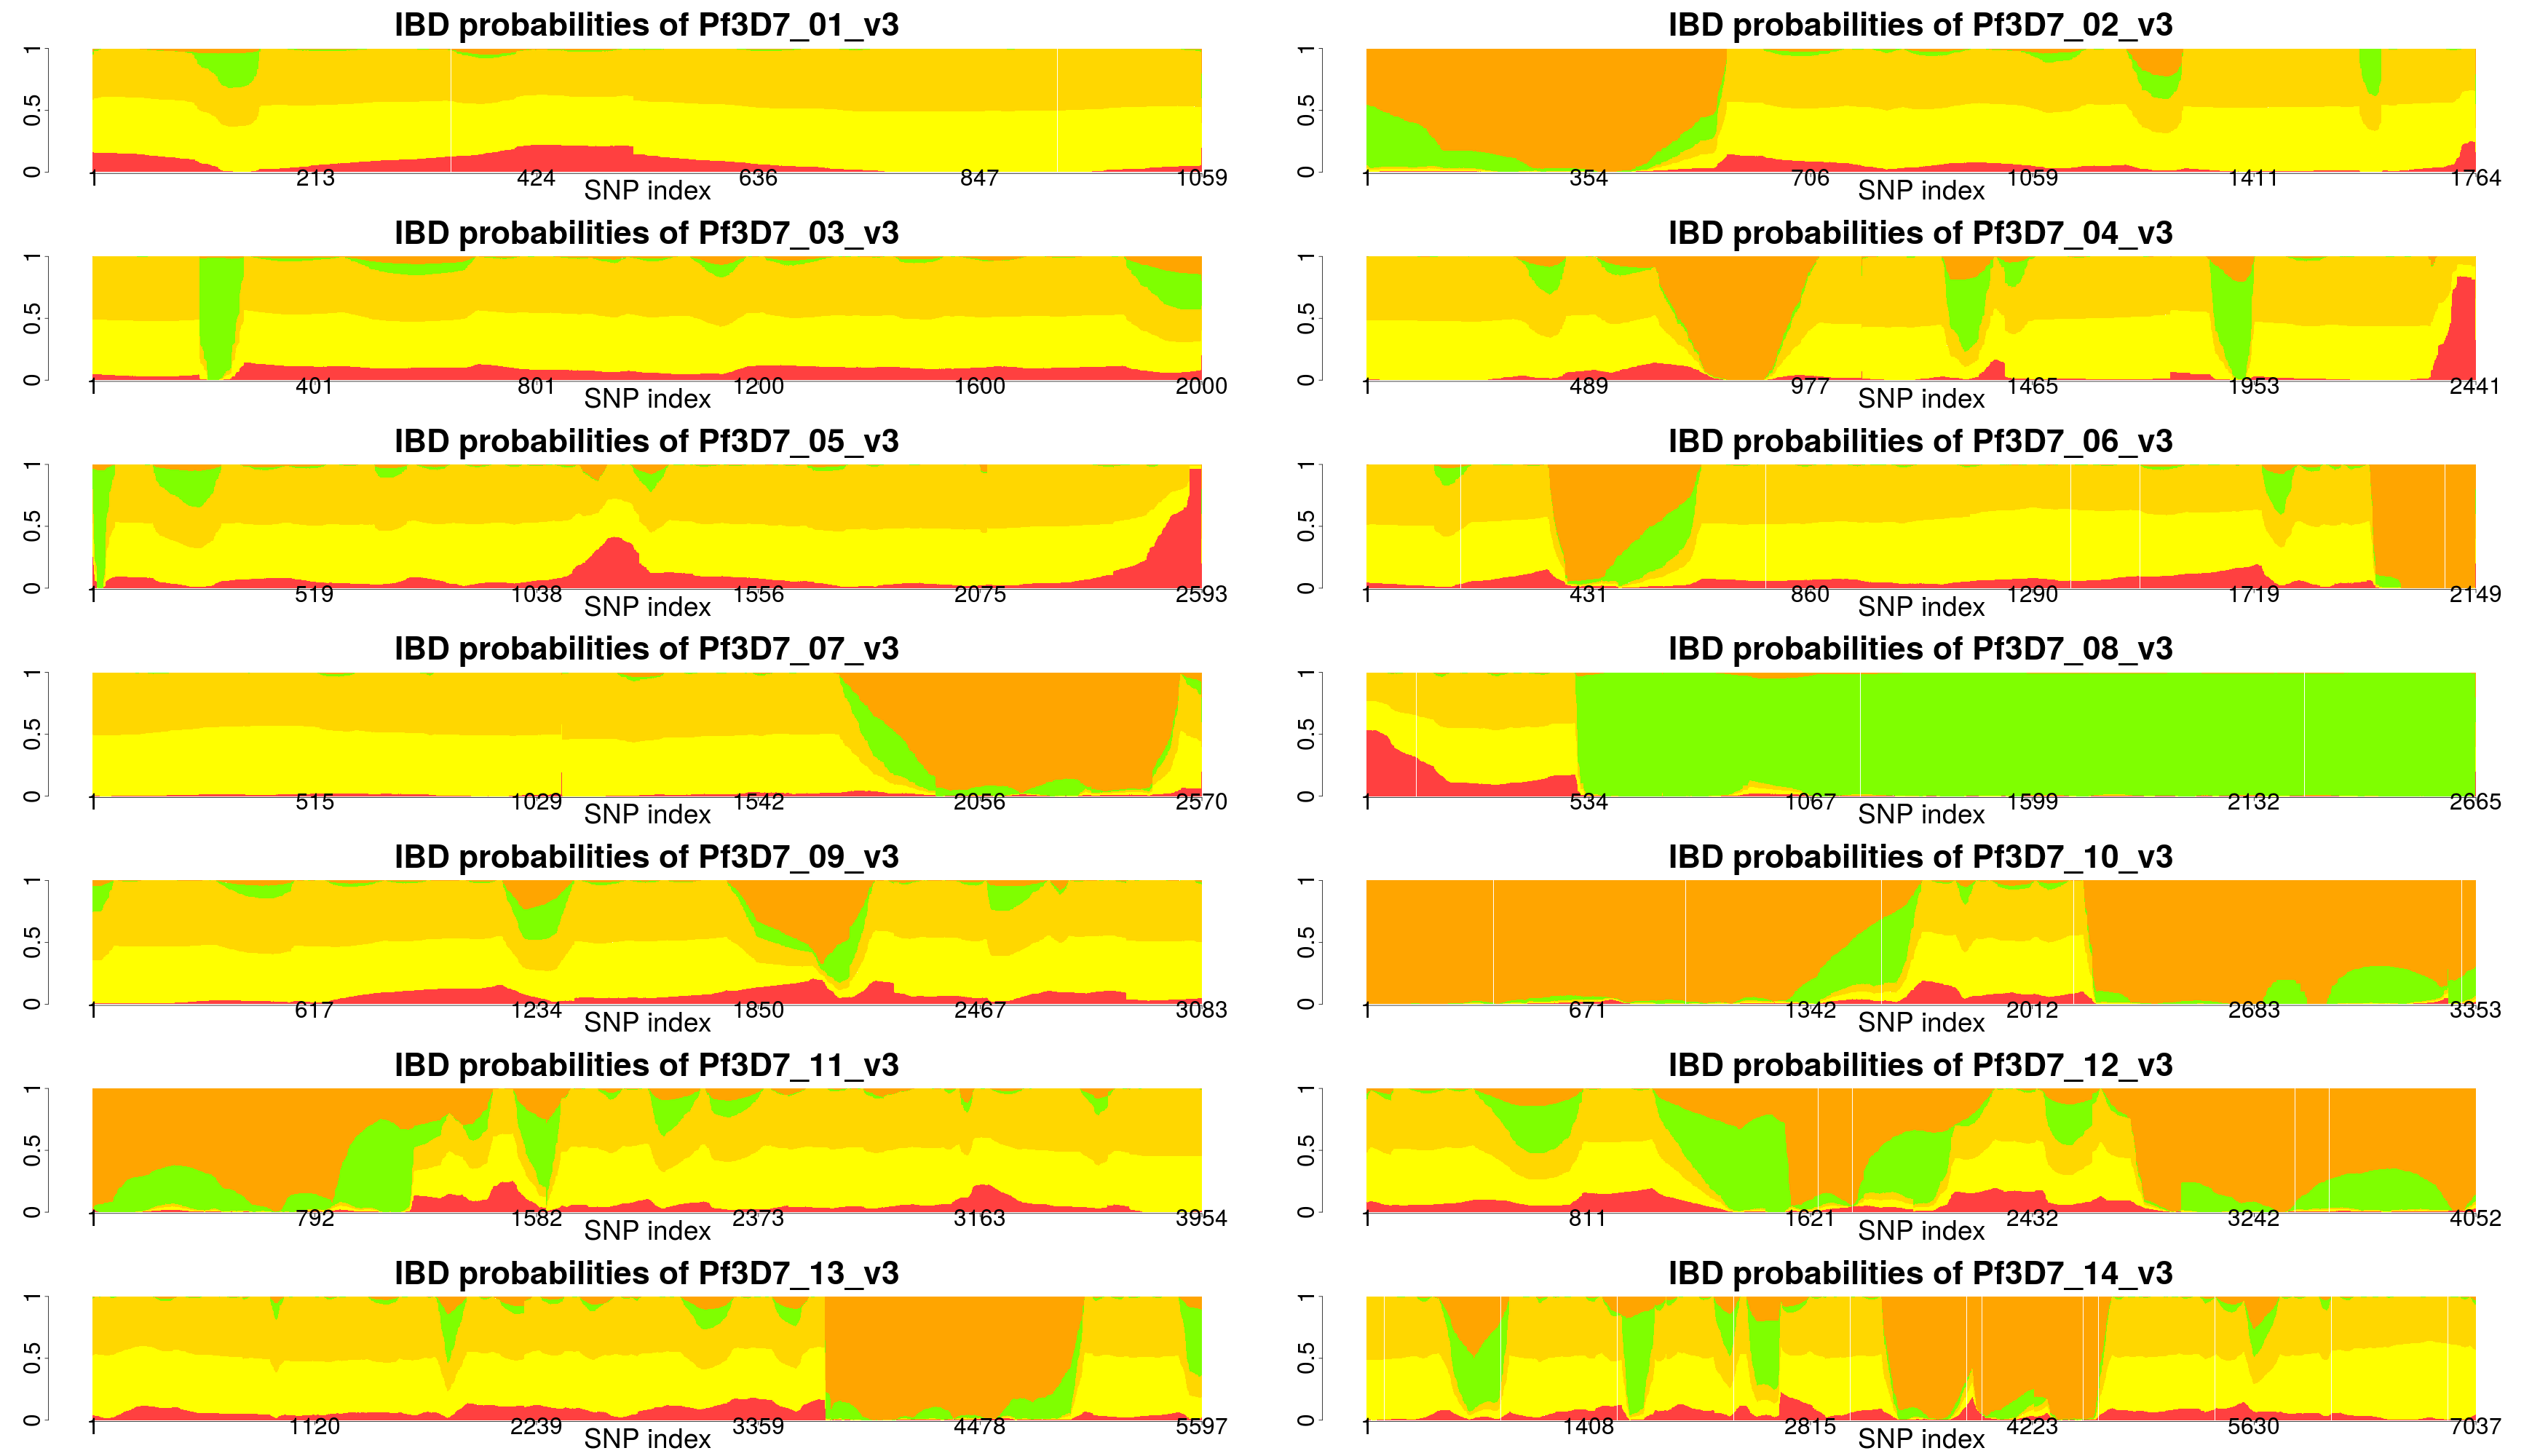 IBD probabilities of Pf3D7_01_v3
0 0.5 1
1 213 424 636 847 1059
SNP index
IBD probabilities of Pf3D7_02_v3
0 0.5 1
1 354 706 1059 1411 1764
SNP index
IBD probabilities of Pf3D7_03_v3
0 0.5 1
1 401 801 1200 1600 2000
SNP index
IBD probabilities of Pf3D7_04_v3
0 0.5 1
1 489 977 1465 1953 2441
SNP index
IBD probabilities of Pf3D7_05_v3
0 0.5 1
1 519 1038 1556 2075 2593
SNP index
IBD probabilities of Pf3D7_06_v3
0 0.5 1
1 431 860 1290 1719 2149
SNP index
IBD probabilities of Pf3D7_07_v3
0 0.5 1
1 515 1029 1542 2056 2570
SNP index
IBD probabilities of Pf3D7_08_v3
0 0.5 1
1 534 1067 1599 2132 2665
SNP index
IBD probabilities of Pf3D7_09_v3
0 0.5 1
1 617 1234 1850 2467 3083
SNP index
IBD probabilities of Pf3D7_10_v3
0 0.5 1
1 671 1342 2012 2683 3353
SNP index
IBD probabilities of Pf3D7_11_v3
0 0.5 1
1 792 1582 2373 3163 3954
SNP index
IBD probabilities of Pf3D7_12_v3
0 0.5 1
1 811 1621 2432 3242 4052
SNP index
IBD probabilities of Pf3D7_13_v3
0 0.5 1
1 1120 2239 3359 4478 5597
SNP index
IBD probabilities of Pf3D7_14_v3
0 0.5 1
1 1408 2815 4223 5630 7037
SNP index